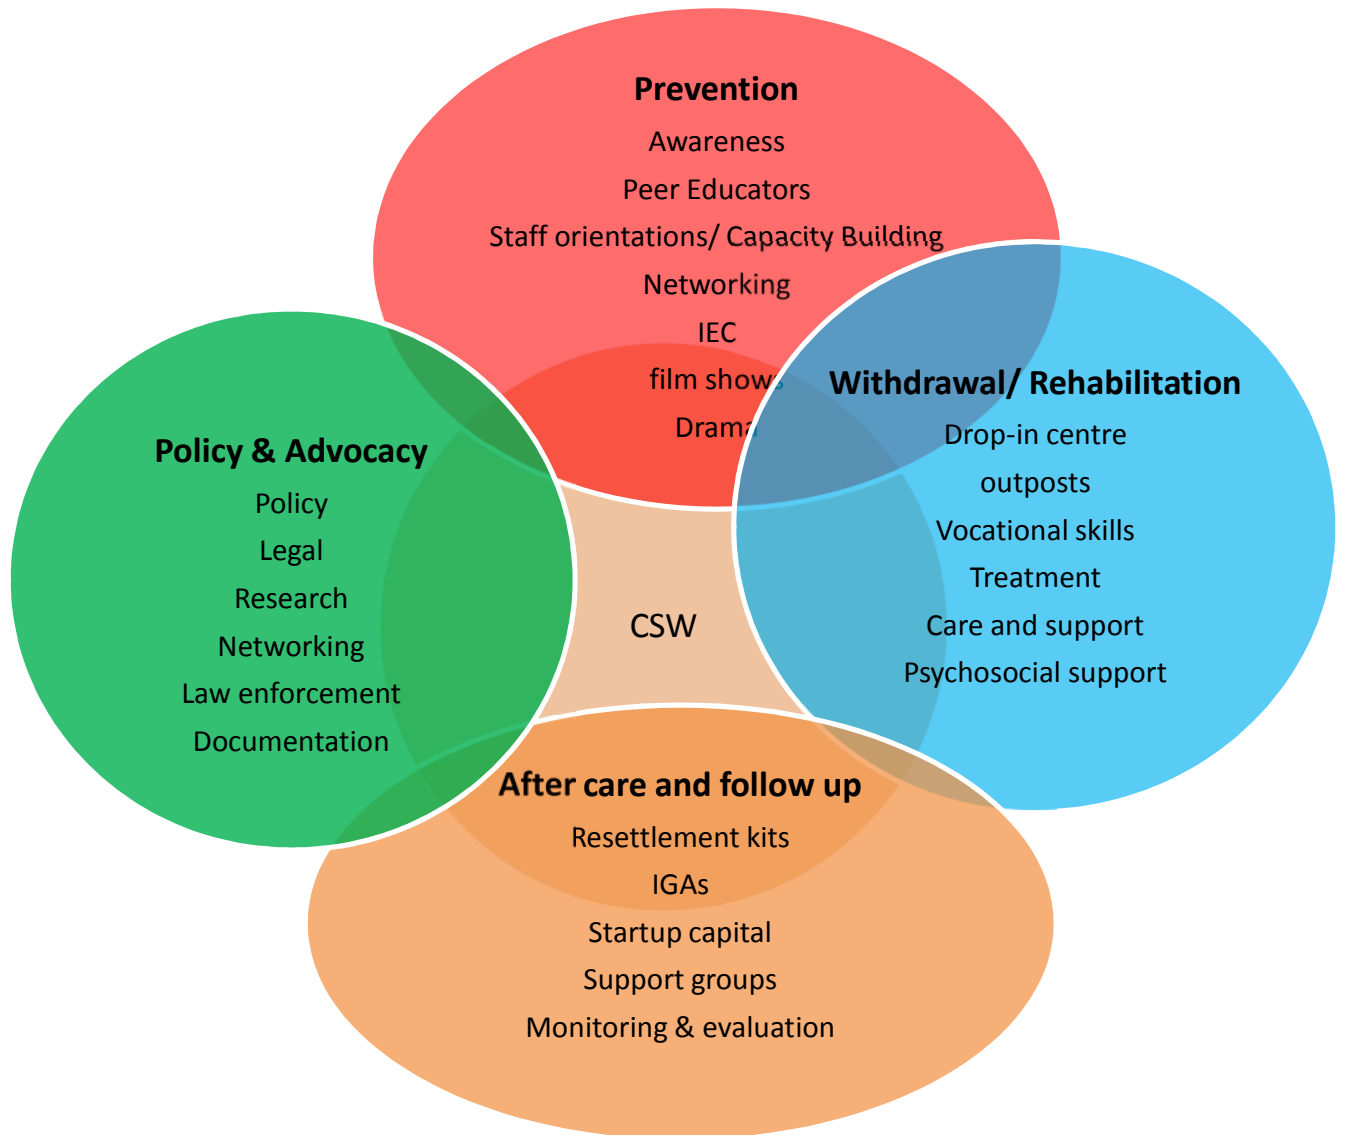 Prevention
Awareness
Peer Educators
Staff orientations/ Capacity Building
Networking
IEC
film shows
Drama
Withdrawal/ Rehabilitation
Drop-in centre
outposts
Vocational skills
Treatment
Care and support
Psychosocial support
Policy & Advocacy
Policy
Legal
Research
Networking
Law enforcement
Documentation
CSW
After care and follow up
Resettlement kits
IGAs
Startup capital
Support groups
Monitoring & evaluation